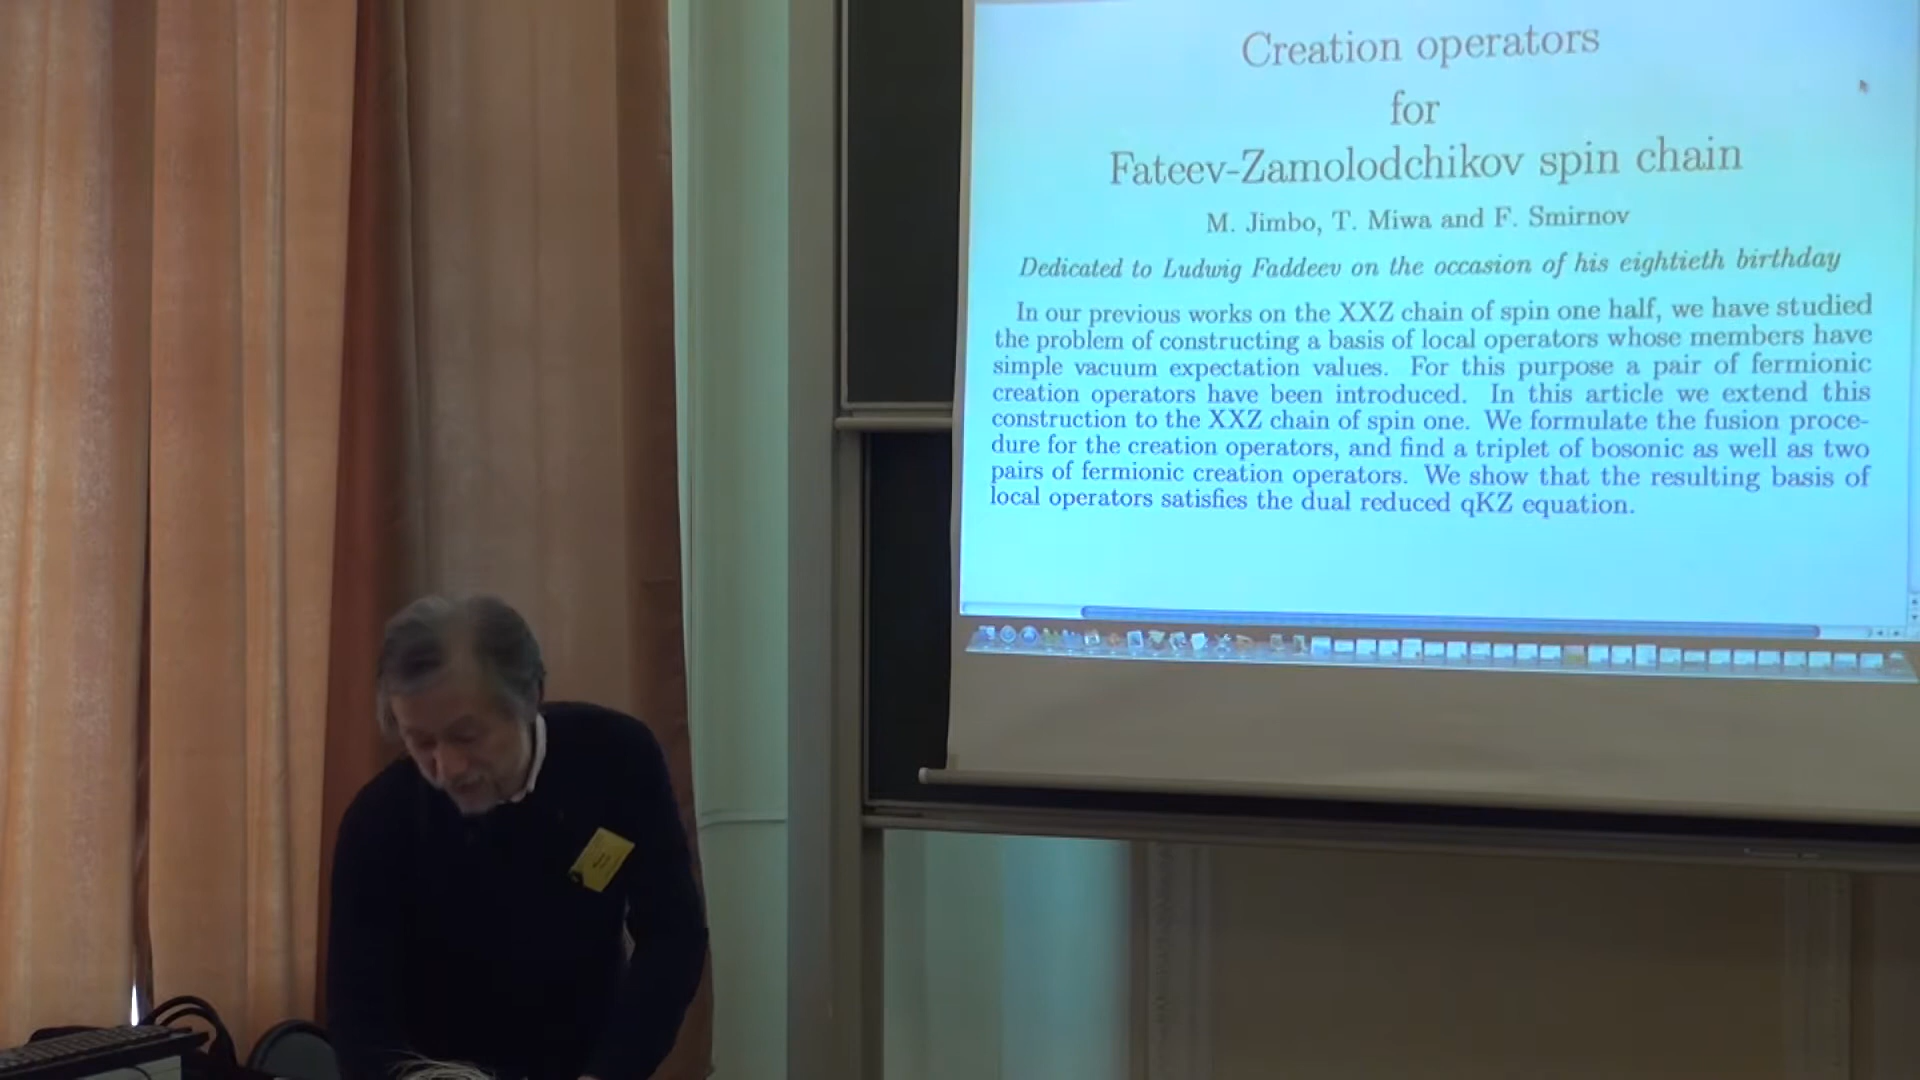 Creation operators
for
Fateev-Zamolodchikov spin chain
M. Jimbo, T. Miwa and F. Smirnov
Dedicated to Ludwig Faddeev on the occasion of his eightieth birthday
In our previous works on the XXZ chain of spin one half, we have studied
the problem of constructing a basis of local operators whose members have
simple vacuum expectation values. For this purpose a pair of fermionic
creation operators have been introduced. In this article we extend this
construction to the XXZ chain of spin one. We formulate the fusion proce-
dure for the creation operators, and find a triplet of bosonic as well as two
pairs of fermionic creation operators. We show that the resulting basis of
local operators satisfies the dual reduced qKZ equation.